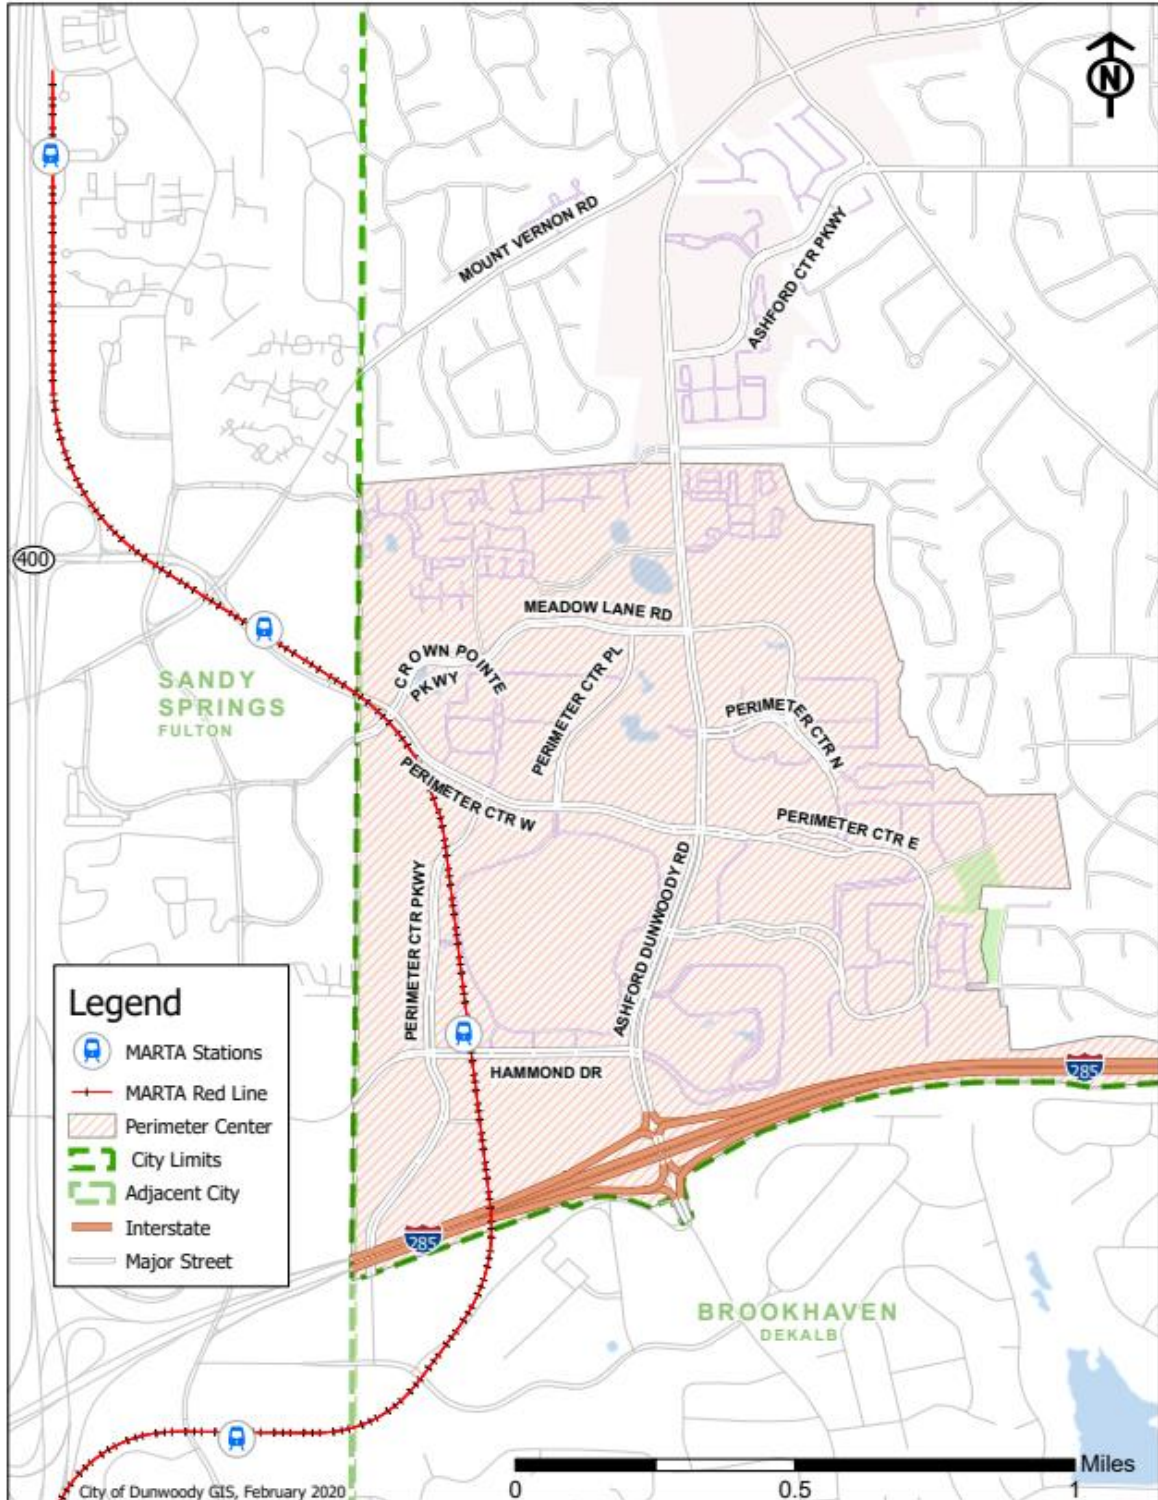 N
MOUNT VERNON RD
ASHFORD CTR PKWY
400
MEADOW LANE RD
CROWN POINTE
PKWY
PERIMETER CTR PL
SANDY
SPRINGS
FULTON
PERIMETER CTR N
PERIMETER CTR W
PERIMETER CTR E
PERIMETER CTR PKWY
ASHFORD DUNWOODY RD
HAMMOND DR
285
285
Legend
MARTA Stations
MARTA Red Line
Perimeter Center
City Limits
Adjacent City
Interstate
Major Street
BROOKHAVEN
DEKALB
Miles
0 0.5 1
City of Dunwoody GIS, February 2020